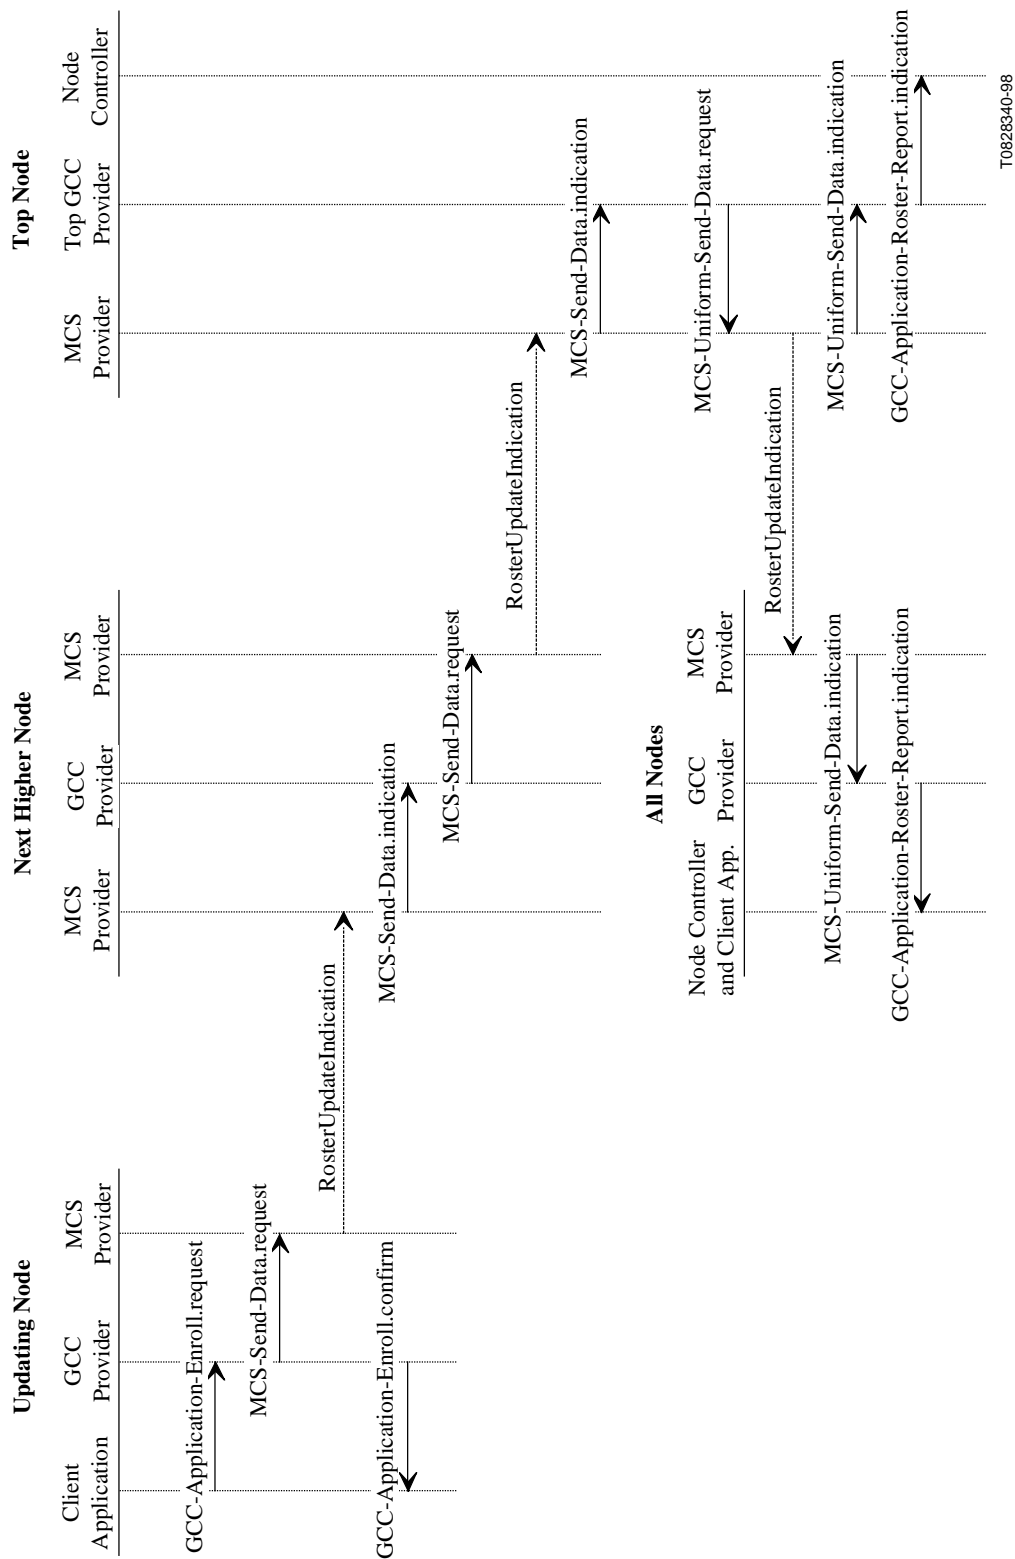 Updating Node
Client
Application
GCC
Provider
MCS
Provider
GCC-Application-Enroll.request
MCS-Send-Data.request
RosterUpdateIndication
GCC-Application-Enroll.confirm
Next Higher Node
MCS
Provider
GCC
Provider
MCS
Provider
MCS-Send-Data.indication
MCS-Send-Data.request
RosterUpdateIndication
Top Node
MCS
Provider
Top GCC
Provider
Node
Controller
MCS-Send-Data.indication
MCS-Uniform-Send-Data.request
RosterUpdateIndication
MCS-Uniform-Send-Data.indication
GCC-Application-Roster-Report.indication
All Nodes
Node Controller
and Client App.
GCC
Provider
MCS
Provider
MCS-Uniform-Send-Data.indication
GCC-Application-Roster-Report.indication
T0828340-98